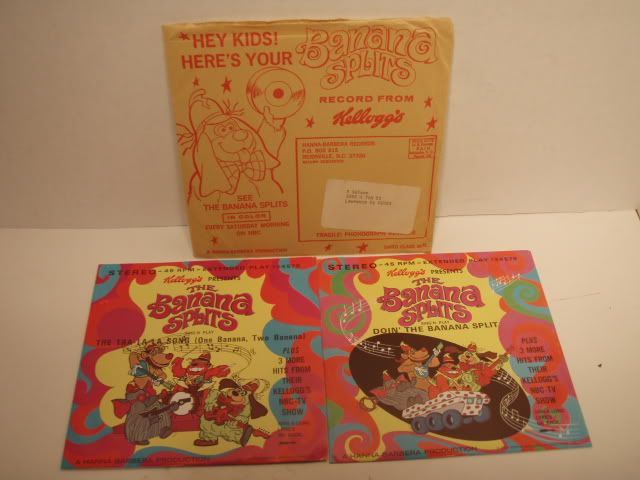 HEY KIDS!
HERE'S YOUR
BANANA
SPLITS
RECORD FROM
Kellogg's
HANNA-BARBERA RECORDS
P.O. BOX
N.C.
SEE
THE BANANA SPLITS
IN COLOR
EVERY SATURDAY MORNING
ON NBC
FRAGILE: PHONOGRAPH
A HANNA-BARBERA PRODUCTION
STEREO-45 RPM-EXTENDED PLAY
Kellogg's PRESENTS
THE
BANANA
SPLITS
SING N' PLAY
THE TRA-LA-LA SONG (One Banana, Two Banana)
PLUS
3 MORE
HITS FROM
THEIR
KELLOGG'S
NBC-TV
SHOW
A HANNA BARBERA PRODUCTION
STEREO-45 RPM-EXTENDED PLAY
Kellogg's PRESENTS
THE
BANANA
SPLITS
SING N' PLAY
DOIN' THE BANANA SPLIT
PLUS
3 MORE
HITS FROM
THEIR
KELLOGG'S
NBC-TV
SHOW
A HANNA BARBERA PRODUCTION